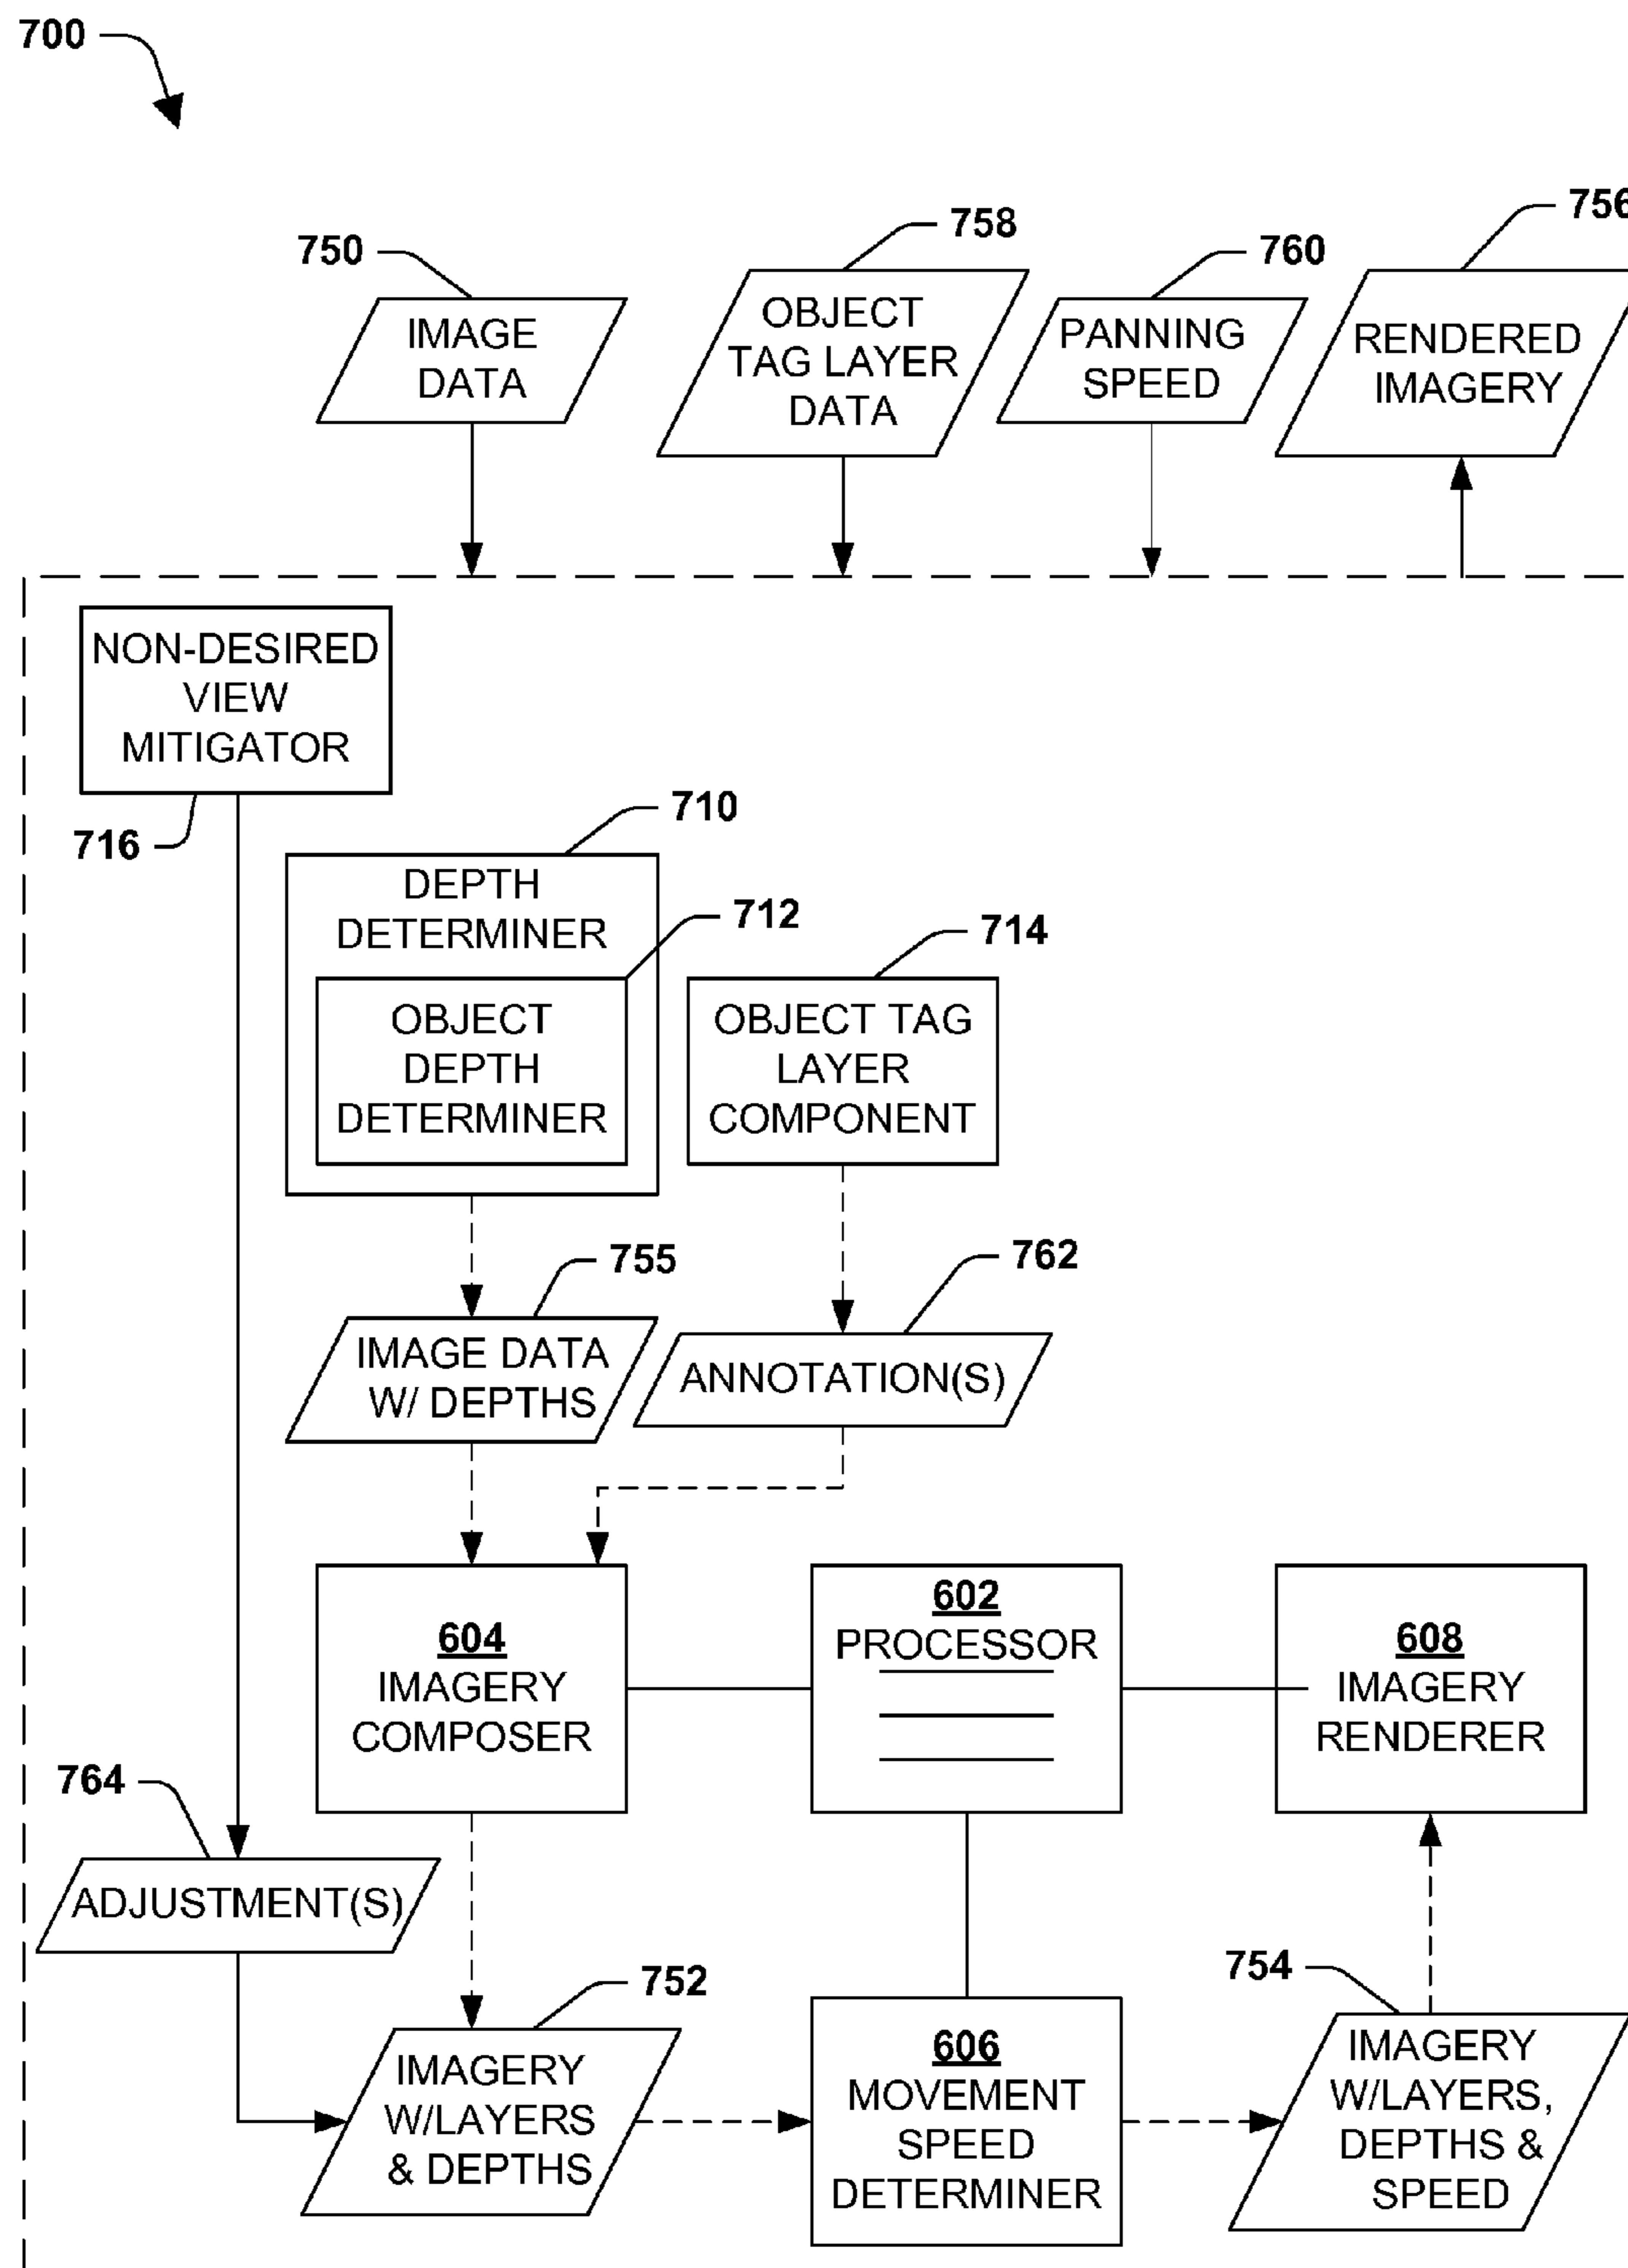 700
750
758
760
756
IMAGE
DATA
OBJECT
TAG LAYER
DATA
PANNING
SPEED
RENDERED
IMAGERY
NON-DESIRED
VIEW
MITIGATOR
716
710
DEPTH
DETERMINER
712
714
OBJECT
DEPTH
DETERMINER
OBJECT TAG
LAYER
COMPONENT
755
762
IMAGE DATA
W/ DEPTHS
ANNOTATION(S)
604
IMAGERY
COMPOSER
602
PROCESSOR
608
IMAGERY
RENDERER
764
ADJUSTMENT(S)
752
754
IMAGERY
W/LAYERS
& DEPTHS
606
MOVEMENT
SPEED
DETERMINER
IMAGERY
W/LAYERS,
DEPTHS &
SPEED